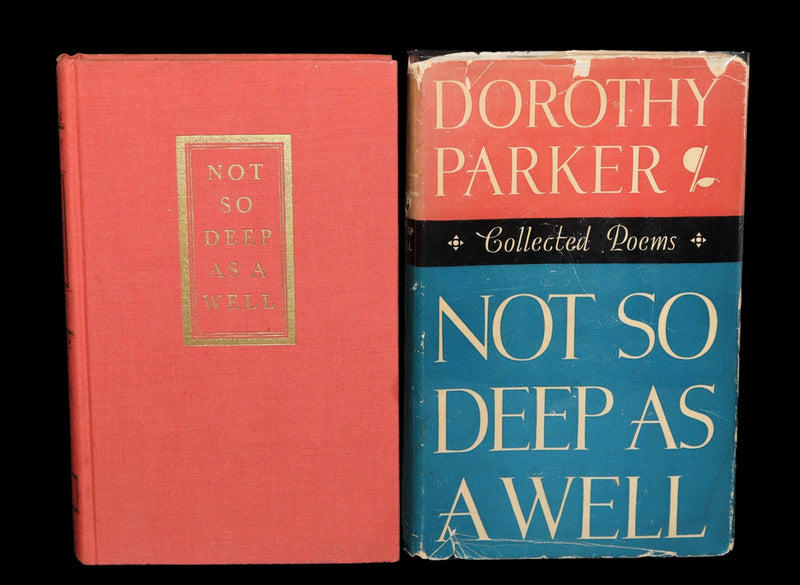 NOT
SO
DEEP
AS A
WELL
DOROTHY
PARKER
Collected Poems
NOT SO
DEEP AS
A WELL